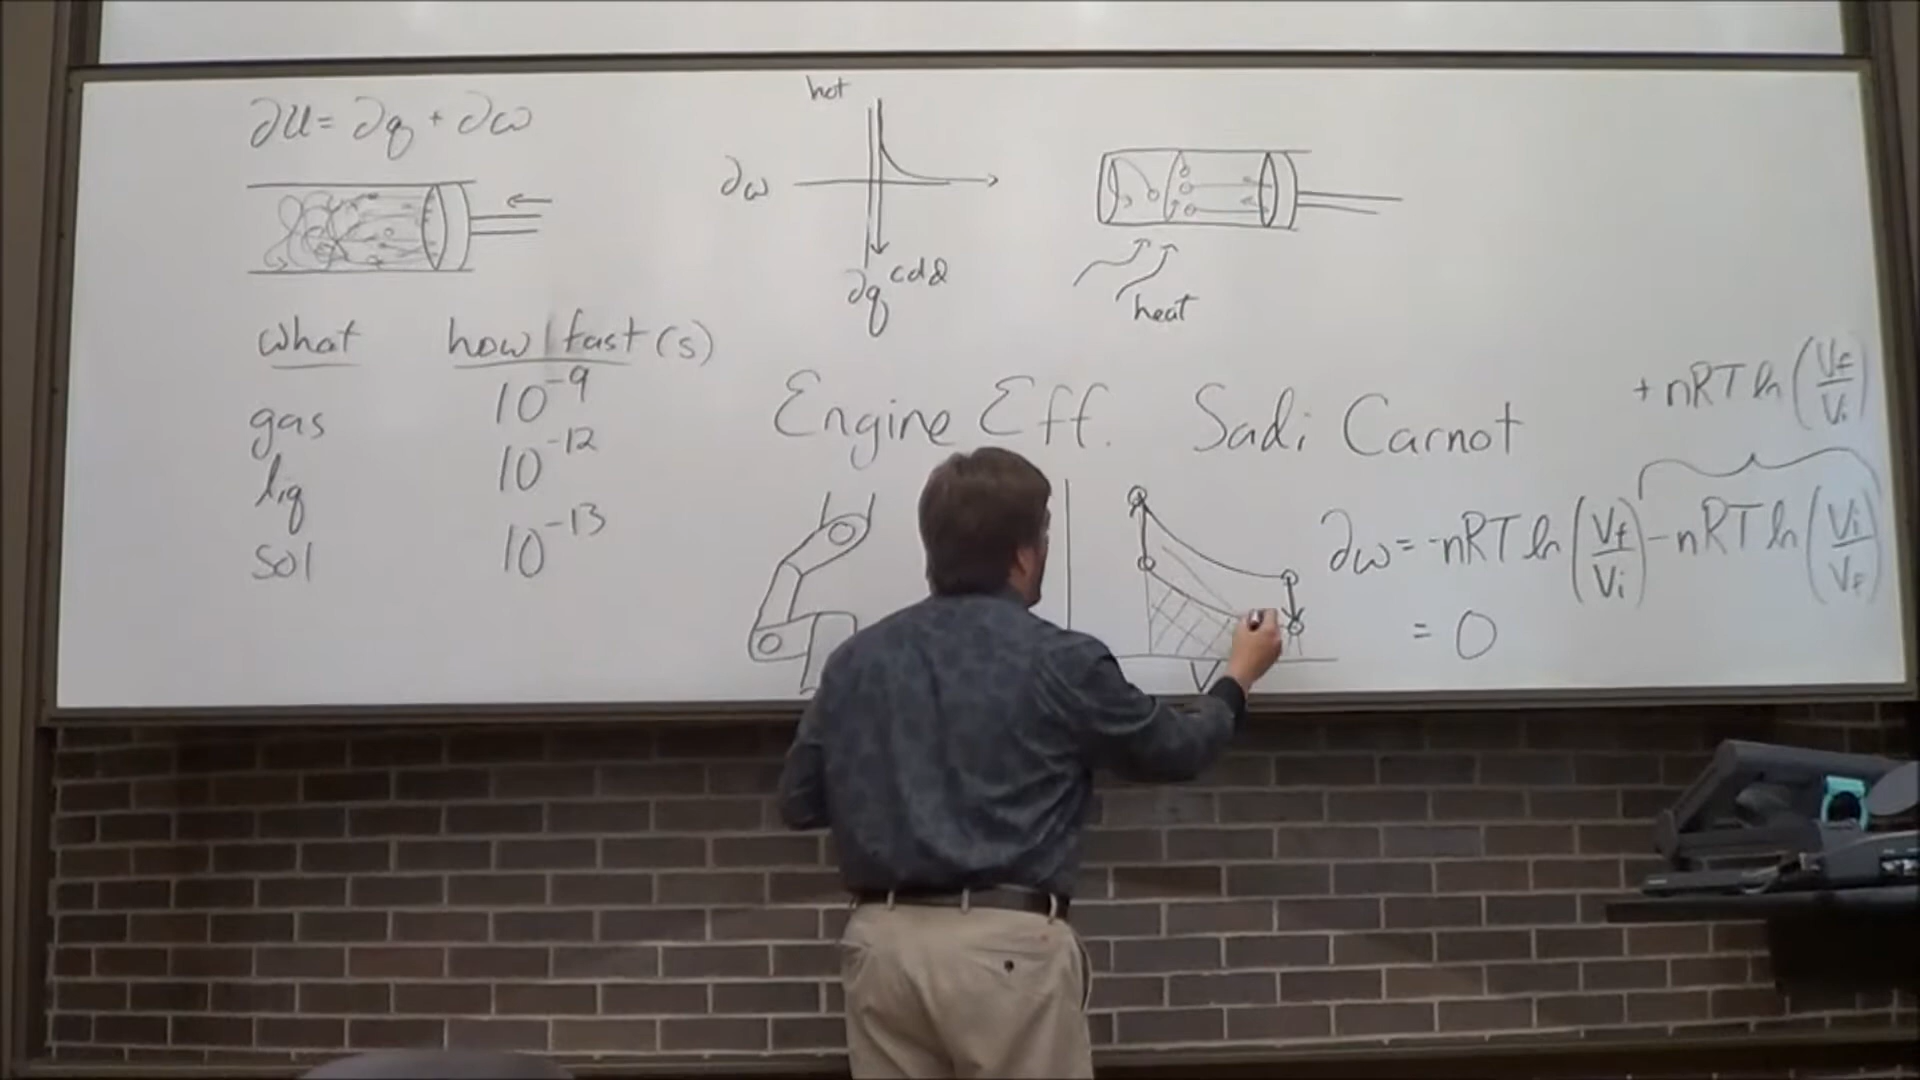 ∂U = ∂q + ∂w
hot
∂w
∂q cold
heat
what how fast (s)
gas 10⁻⁹
liq 10⁻¹²
sol 10⁻¹³
Engine Eff. Sadi Carnot
+ nRT ln (Vf/Vi)
∂w = -nRT ln (Vf/Vi) - nRT ln (Vi/Vf)
= 0
V